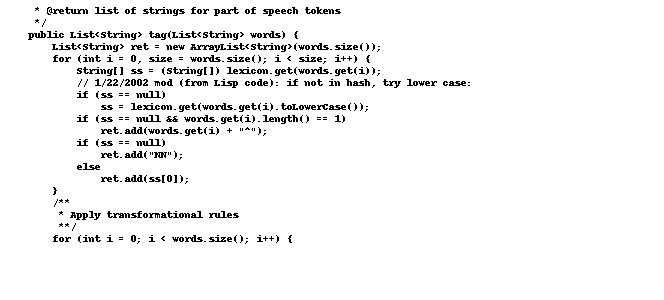 * @return list of strings for part of speech tokens
*/
public List<String> tag(List<String> words) {
List<String> ret = new ArrayList<String>(words.size());
for (int i = 0, size = words.size(); i < size; i++) {
String[] ss = (String[]) lexicon.get(words.get(i));
// 1/22/2002 mod (from Lisp code): if not in hash, try lower case:
if (ss == null)
ss = lexicon.get(words.get(i).toLowerCase());
if (ss == null && words.get(i).length() == 1)
ret.add(words.get(i) + "^");
if (ss == null)
ret.add("NN");
else
ret.add(ss[0]);
}
/**
* Apply transformational rules
**/
for (int i = 0; i < words.size(); i++) {